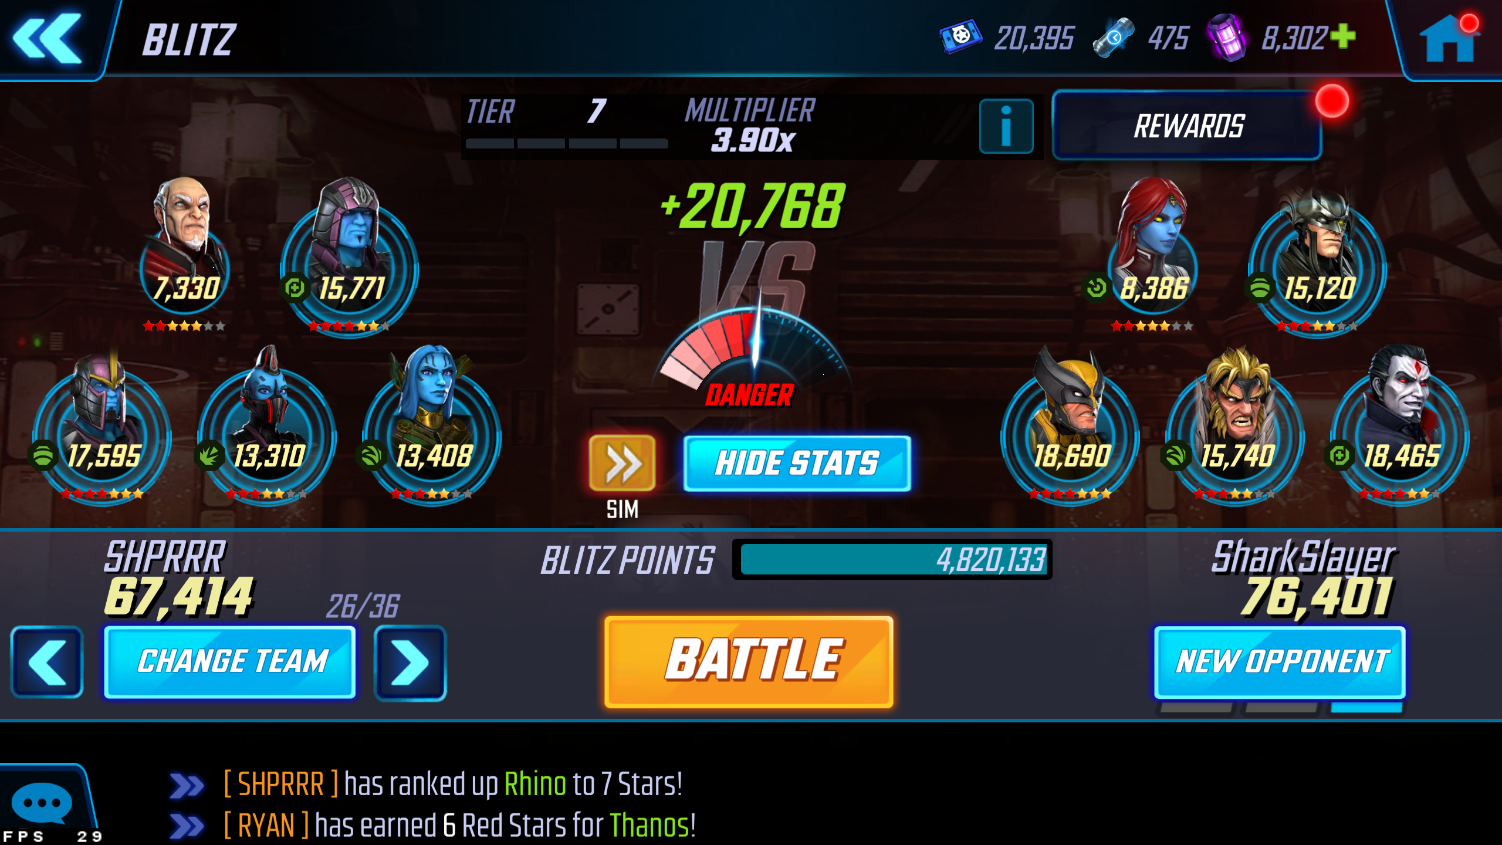 BLITZ
20,395
475
8,302
TIER 7
MULTIPLIER
3.90x
i
REWARDS
+20,768
VS
7,330
15,771
8,386
15,120
DANGER
17,595
13,310
13,408
18,690
15,740
18,465
HIDE STATS
SIM
SHPRRR
67,414
26/36
BLITZ POINTS
4,820,133
SharkSlayer
76,401
CHANGE TEAM
BATTLE
NEW OPPONENT
[ SHPRRR ] has ranked up Rhino to 7 Stars!
[ RYAN ] has earned 6 Red Stars for Thanos!
FPS 29